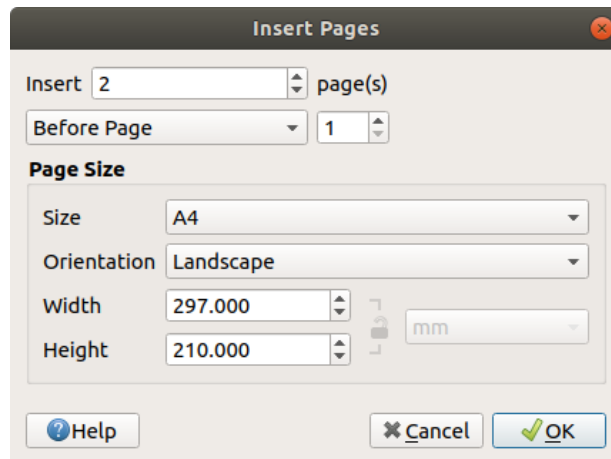 Insert Pages
Insert 2 page(s)
Before Page 1
Page Size
Size A4
Orientation Landscape
Width 297.000
mm
Height 210.000
Help Cancel OK